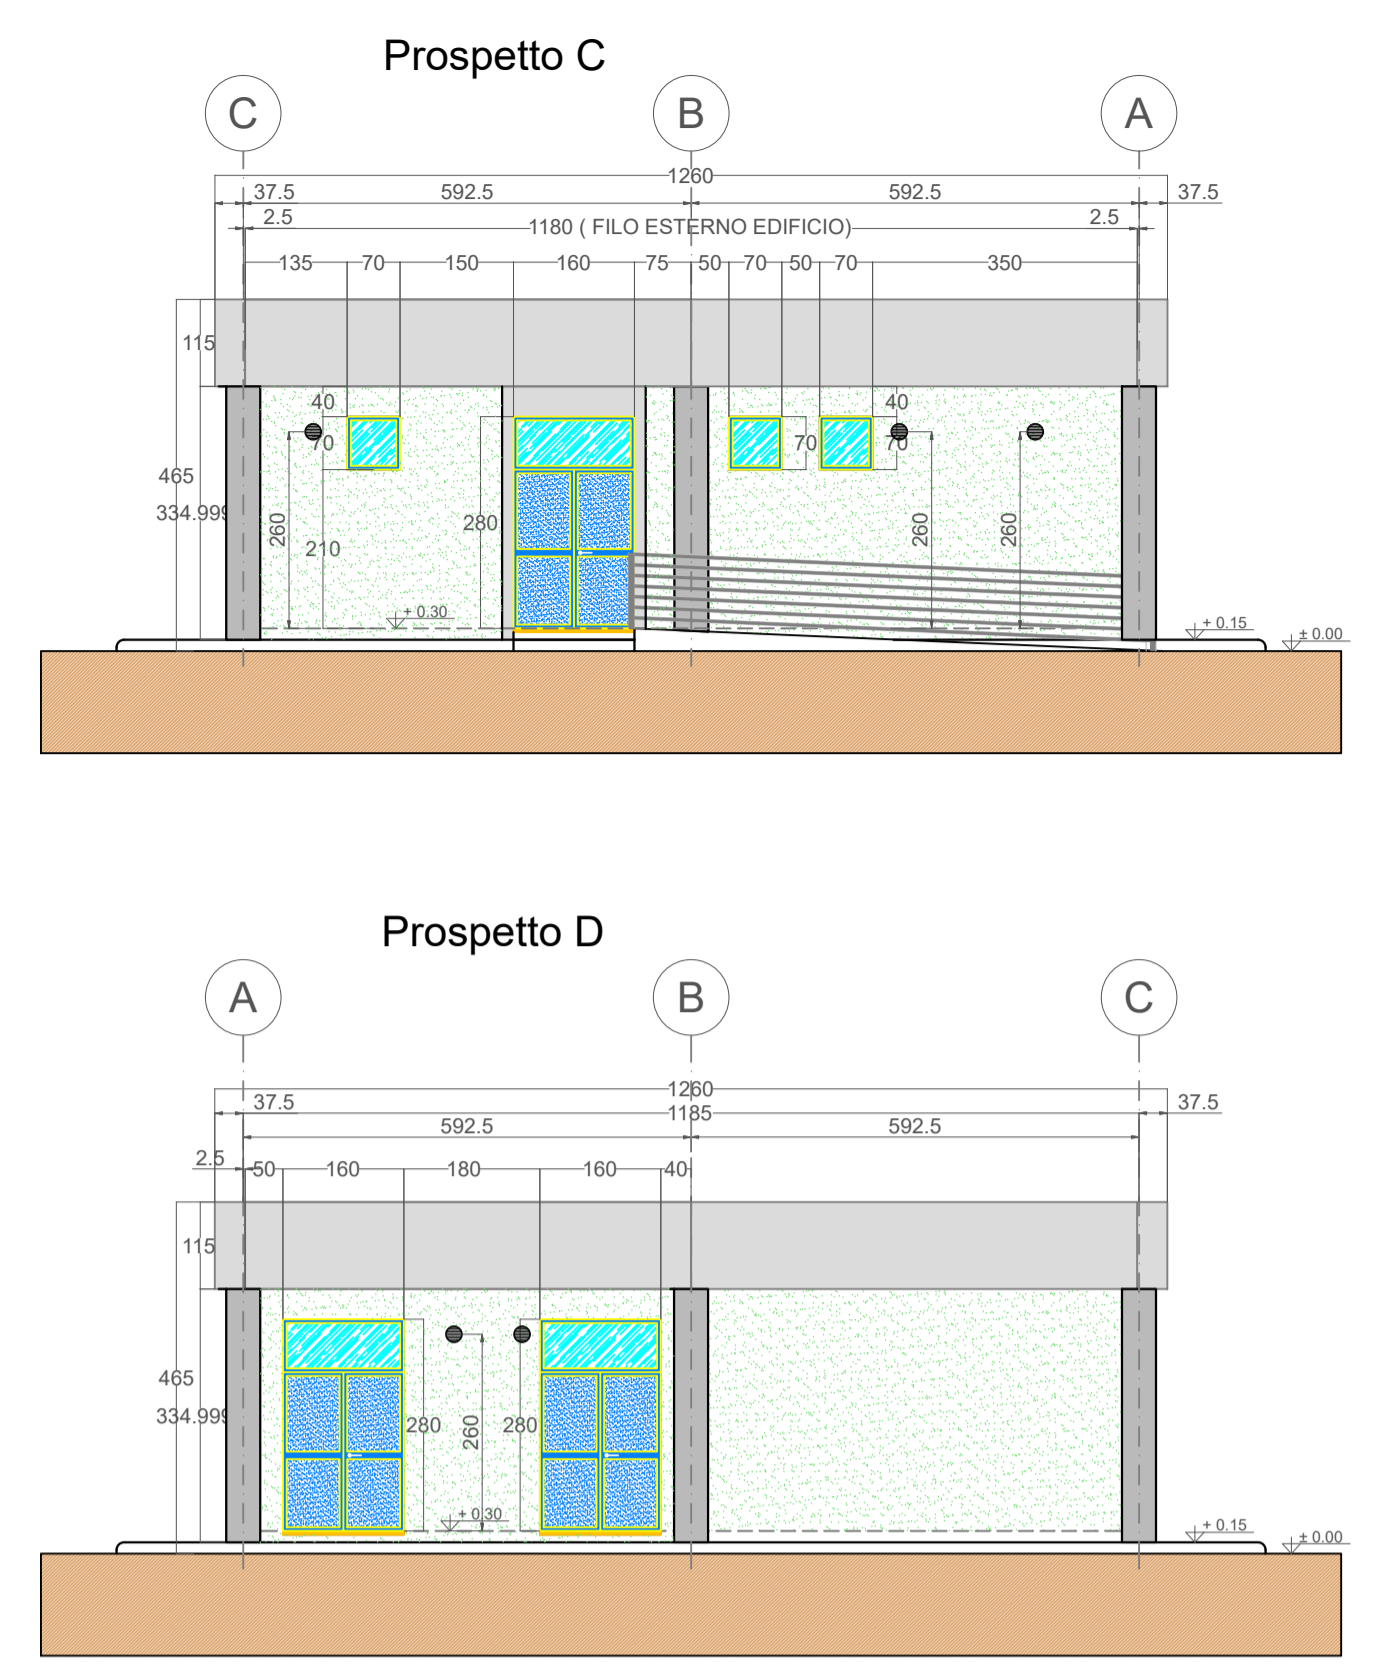 Prospetto C
C B A
1260
37.5 592.5 592.5 37.5
2.5 1180 ( FILO ESTERNO EDIFICIO) 2.5
135 70 150 160 75 50 70 50 70 350
115
40 40
70 70 70
465
334.999
260 210 280 260 260
+ 0.30
+ 0.15
± 0.00
Prospetto D
A B C
1260
37.5 1185 37.5
592.5 592.5
2.5 50 160 180 160 40
115
465
334.999
280 260 280
+ 0.30
+ 0.15
± 0.00